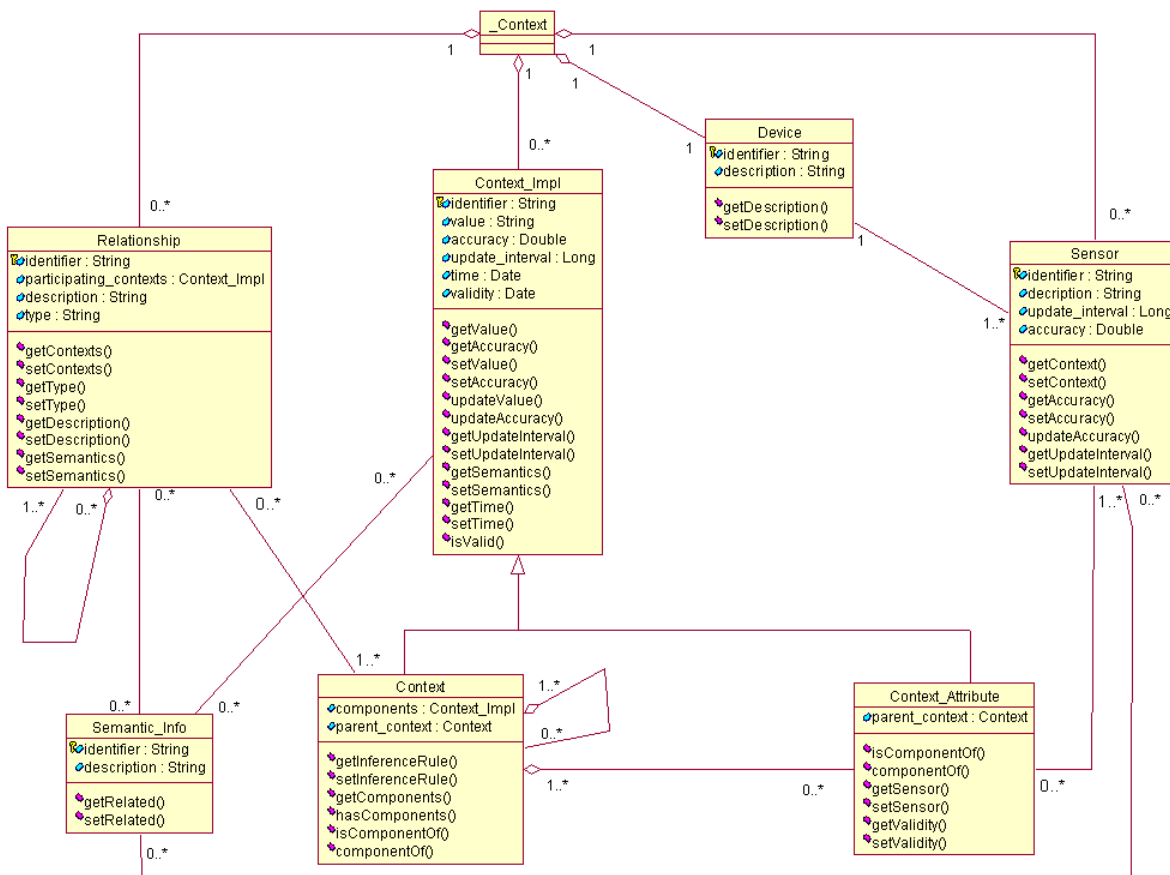 _Context
1
1
1
1
0..*
Device
identifier : String
description : String
getDescription()
setDescription()
1
1
0..*
Context_Impl
identifier : String
value : String
accuracy : Double
update_interval : Long
time : Date
validity : Date
getValue()
getAccuracy()
setValue()
setAccuracy()
updateValue()
updateAccuracy()
getUpdateInterval()
setUpdateInterval()
getSemantics()
setSemantics()
getTime()
setTime()
isValid()
0..*
0..*
Relationship
identifier : String
participating_contexts : Context_Impl
description : String
type : String
getContexts()
setContexts()
getType()
setType()
getDescription()
setDescription()
getSemantics()
setSemantics()
1..*
0..*
0..*
0..*
1..*
Sensor
identifier : String
decription : String
update_interval : Long
accuracy : Double
getContext()
setContext()
getAccuracy()
setAccuracy()
updateAccuracy()
getUpdateInterval()
setUpdateInterval()
1..*
0..*
0..*
0..*
Semantic_Info
identifier : String
description : String
getRelated()
setRelated()
0..*
1..*
Context
components : Context_Impl
parent_context : Context
getInferenceRule()
setInferenceRule()
getComponents()
hasComponents()
isComponentOf()
componentOf()
1..*
0..*
1..*
0..*
Context_Attribute
parent_context : Context
isComponentOf()
componentOf()
getSensor()
setSensor()
getValidity()
setValidity()
0..*